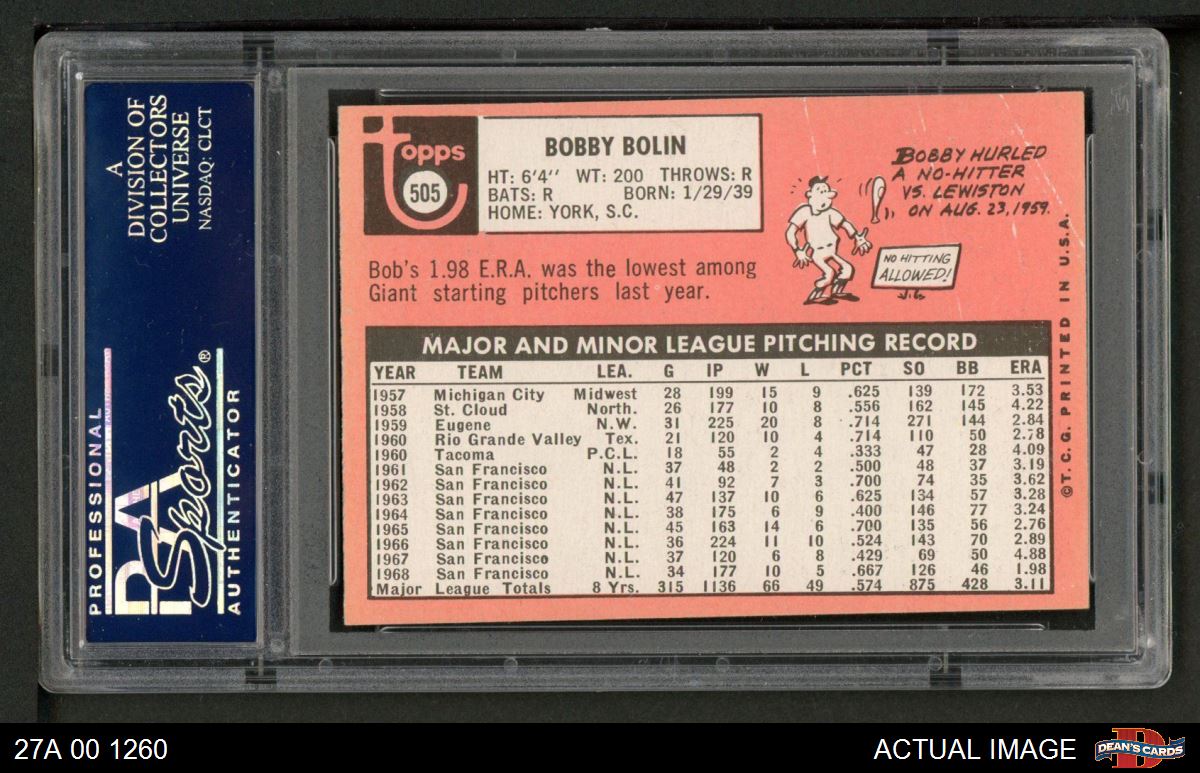 A
DIVISION OF
COLLECTORS
UNIVERSE
NASDAQ: CLCT
PROFESSIONAL
PSA
Sports®
AUTHENTICATOR
topps
505
BOBBY BOLIN
HT: 6'4" WT: 200 THROWS: R
BATS: R BORN: 1/29/39
HOME: YORK, S.C.
BOBBY HURLED
A NO-HITTER
VS. LEWISTON
ON AUG. 23, 1959.
NO HITTING
ALLOWED!
Bob's 1.98 E.R.A. was the lowest among
Giant starting pitchers last year.
MAJOR AND MINOR LEAGUE PITCHING RECORD
YEAR TEAM LEA. G IP W L PCT SO BB ERA
1957 Michigan City Midwest 28 199 15 9 .625 139 172 3.53
1958 St. Cloud North. 26 177 10 8 .556 162 145 4.22
1959 Eugene N.W. 31 225 20 8 .714 271 144 2.84
1960 Rio Grande Valley Tex. 21 120 10 4 .714 110 50 2.78
1960 Tacoma P.C.L. 18 55 2 4 .333 47 28 4.09
1961 San Francisco N.L. 37 48 2 2 .500 48 37 3.19
1962 San Francisco N.L. 41 92 7 3 .700 74 35 3.62
1963 San Francisco N.L. 47 137 10 6 .625 134 57 3.28
1964 San Francisco N.L. 38 175 6 9 .400 146 77 3.24
1965 San Francisco N.L. 45 163 14 6 .700 135 56 2.76
1966 San Francisco N.L. 36 224 11 10 .524 143 70 2.89
1967 San Francisco N.L. 37 120 6 8 .429 69 50 4.88
1968 San Francisco N.L. 34 177 10 5 .667 126 46 1.98
Major League Totals 8 Yrs. 315 1136 66 49 .574 875 428 3.11
©T. C. G. PRINTED IN U.S.A.
27A 00 1260
ACTUAL IMAGE
DEAN'S CARDS